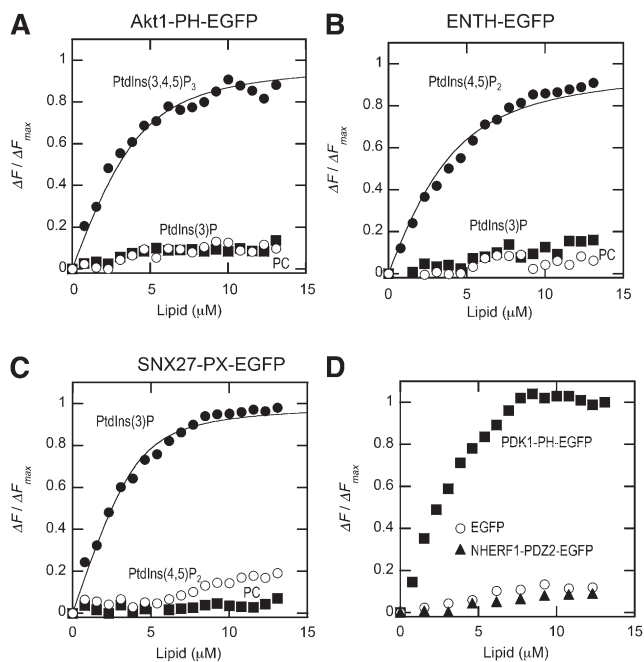 A
Akt1-PH-EGFP
1
0.8
0.6
0.4
0.2
0
PtdIns(3,4,5)P3
PtdIns(3)P
PC
ΔF / ΔFmax
0 5 10 15
Lipid (μM)
B
ENTH-EGFP
1
0.8
0.6
0.4
0.2
0
PtdIns(4,5)P2
PtdIns(3)P
PC
ΔF / ΔFmax
0 5 10 15
Lipid (μM)
C
SNX27-PX-EGFP
1
0.8
0.6
0.4
0.2
0
PtdIns(3)P
PtdIns(4,5)P2
PC
ΔF / ΔFmax
0 5 10 15
Lipid (μM)
D
1
0.8
0.6
0.4
0.2
0
PDK1-PH-EGFP
EGFP
NHERF1-PDZ2-EGFP
ΔF / ΔFmax
0 5 10 15
Lipid (μM)